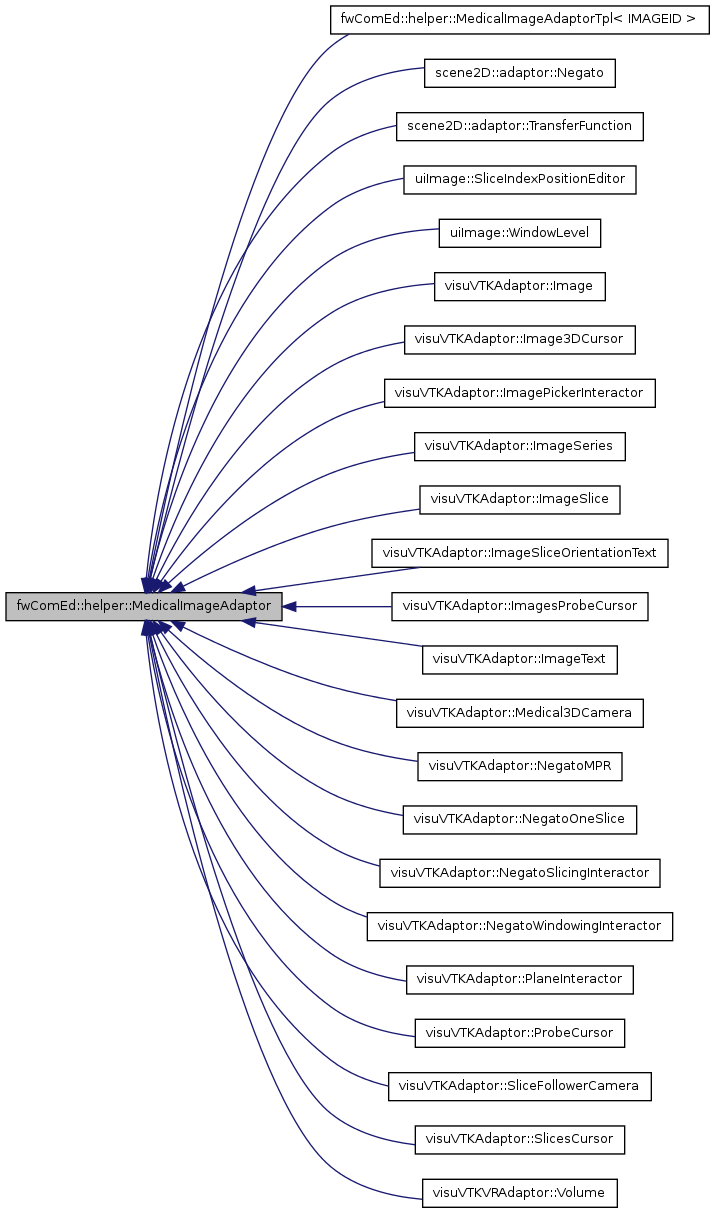 fwComEd::helper::MedicalImageAdaptorTpl< IMAGEID >
scene2D::adaptor::Negato
scene2D::adaptor::TransferFunction
uiImage::SliceIndexPositionEditor
uiImage::WindowLevel
visuVTKAdaptor::Image
visuVTKAdaptor::Image3DCursor
visuVTKAdaptor::ImagePickerInteractor
visuVTKAdaptor::ImageSeries
visuVTKAdaptor::ImageSlice
visuVTKAdaptor::ImageSliceOrientationText
fwComEd::helper::MedicalImageAdaptor
visuVTKAdaptor::ImagesProbeCursor
visuVTKAdaptor::ImageText
visuVTKAdaptor::Medical3DCamera
visuVTKAdaptor::NegatoMPR
visuVTKAdaptor::NegatoOneSlice
visuVTKAdaptor::NegatoSlicingInteractor
visuVTKAdaptor::NegatoWindowingInteractor
visuVTKAdaptor::PlaneInteractor
visuVTKAdaptor::ProbeCursor
visuVTKAdaptor::SliceFollowerCamera
visuVTKAdaptor::SlicesCursor
visuVTKVRAdaptor::Volume